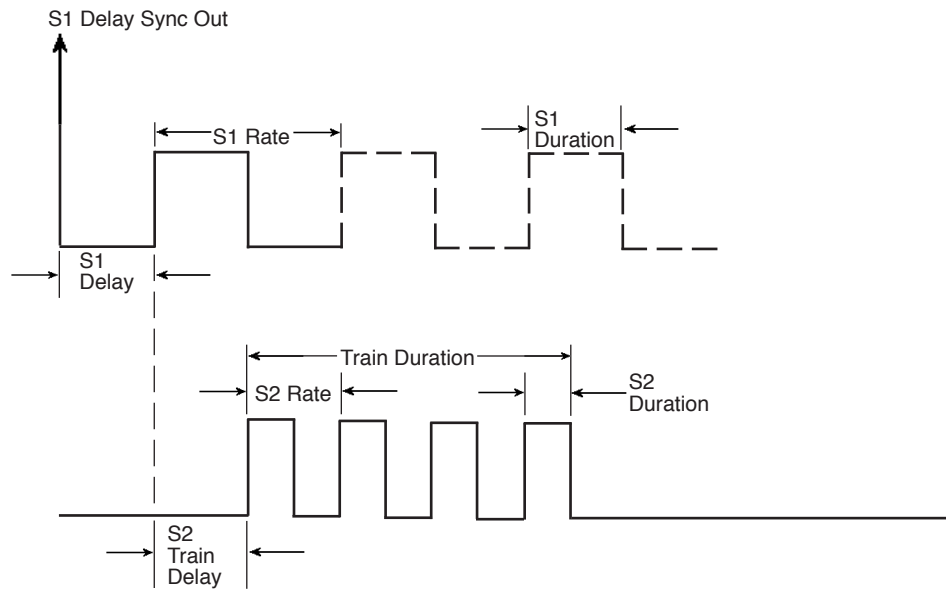 S1 Delay Sync Out
S1 Rate
S1
Duration
S1
Delay
Train Duration
S2 Rate
S2
Duration
S2
Train
Delay